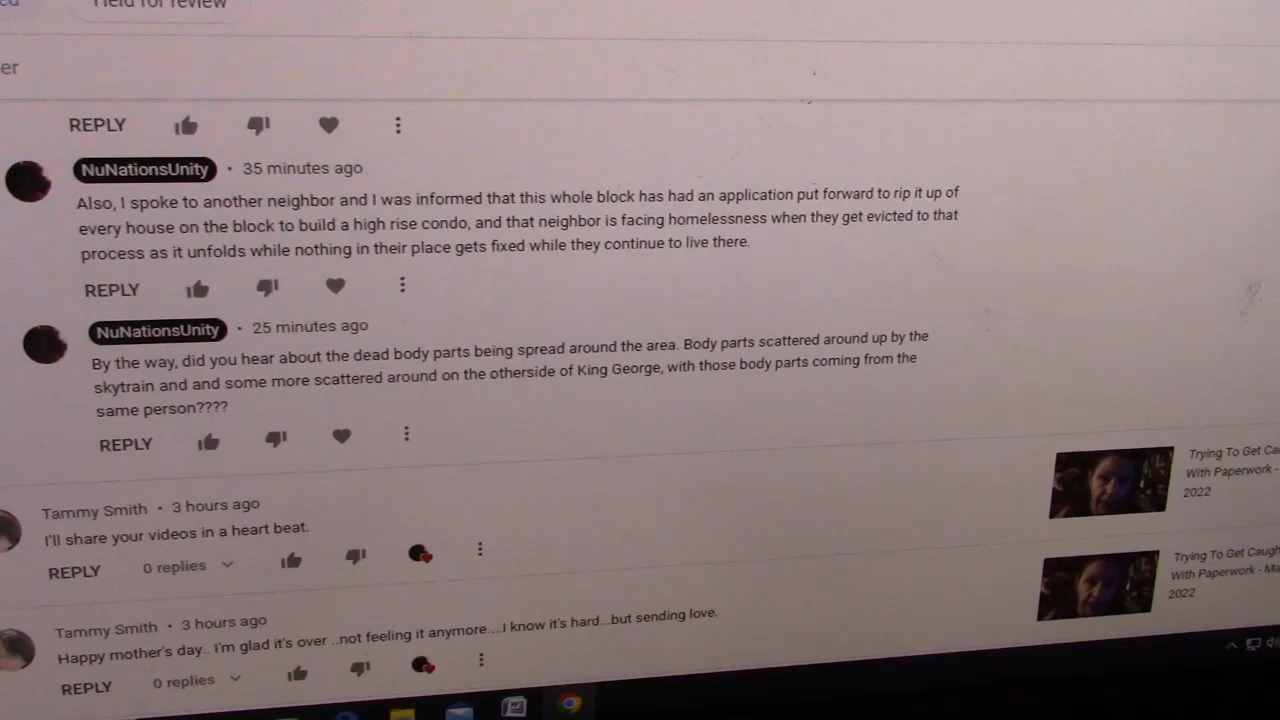 Held for review
er
REPLY
NuNationsUnity • 35 minutes ago
Also, I spoke to another neighbor and I was informed that this whole block has had an application put forward to rip it up of
every house on the block to build a high rise condo, and that neighbor is facing homelessness when they get evicted to that
process as it unfolds while nothing in their place gets fixed while they continue to live there.
REPLY
NuNationsUnity • 25 minutes ago
By the way, did you hear about the dead body parts being spread around the area. Body parts scattered around up by the
skytrain and and some more scattered around on the otherside of King George, with those body parts coming from the
same person????
REPLY
Tammy Smith • 3 hours ago
I'll share your videos in a heart beat.
REPLY 0 replies
Trying To Get Ca
With Paperwork -
2022
Tammy Smith • 3 hours ago
Happy mother's day.. I'm glad it's over ..not feeling it anymore....I know it's hard...but sending love.
REPLY 0 replies
Trying To Get Caugh
With Paperwork - Ma
2022